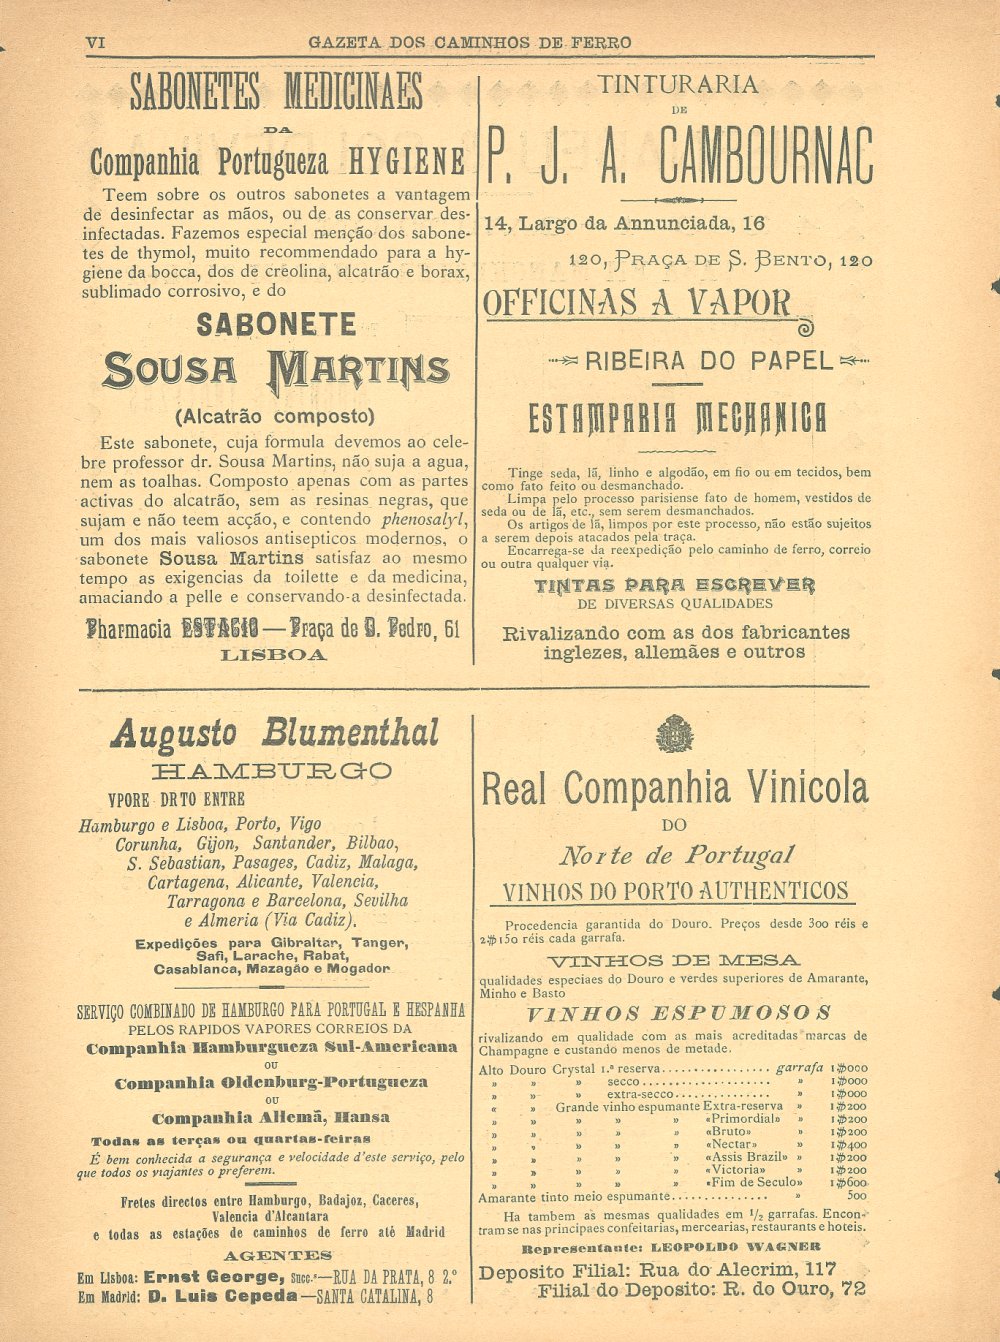 VI
GAZETA DOS CAMINHOS DE FERRO
SABONETES MEDICINAES
DA
Companhia Portugueza HYGIENE
Teem sobre os outros sabonetes a vantagem
de desinfectar as mãos, ou de as conservar des-
infectadas. Fazemos especial menção dos sabone-
tes de thymol, muito recommendado para a hy-
giene da bocca, dos de creolina, alcatrão e borax,
sublimado corrosivo, e do
SABONETE
SOUSA MARTINS
(Alcatrão composto)
Este sabonete, cuja formula devemos ao cele-
bre professor dr. Sousa Martins, não suja a agua,
nem as toalhas. Composto apenas com as partes
activas do alcatrão, sem as resinas negras, que
sujam e não teem acção, e contendo phenosalyl,
um dos mais valiosos antisepticos modernos, o
sabonete Sousa Martins satisfaz ao mesmo
tempo as exigencias da toilette e da medicina,
amaciando a pelle e conservando-a desinfectada.
Pharmacia ESTACIO—Praça de D. Pedro, 61
LISBOA
TINTURARIA
DE
P. J. A. CAMBOURNAC
14, Largo da Annunciada, 16
120, PRAÇA DE S. BENTO, 120
OFFICINAS A VAPOR
RIBEIRA DO PAPEL
ESTAMPARIA MECHANICA
Tinge seda, lã, linho e algodão, em fio ou em tecidos, bem
como fato feito ou desmanchado.
Limpa pelo processo parisiense fato de homem, vestidos de
seda ou de lã, etc., sem serem desmanchados.
Os artigos de lã, limpos por este processo, não estão sujeitos
a serem depois atacados pela traça.
Encarrega-se da reexpedição pelo caminho de ferro, correio
ou outra qualquer via.
TINTAS PARA ESCREVER
DE DIVERSAS QUALIDADES
Rivalizando com as dos fabricantes
inglezes, allemães e outros
Augusto Blumenthal
HAMBURGO
VPORE DRTO ENTRE
Hamburgo e Lisboa, Porto, Vigo
Corunha, Gijon, Santander, Bilbao,
S. Sebastian, Pasages, Cadiz, Malaga,
Cartagena, Alicante, Valencia,
Tarragona e Barcelona, Sevilha
e Almeria (Via Cadiz).
Expedições para Gibraltar, Tanger,
Safi, Larache, Rabat,
Casablanca, Mazagão e Mogador
SERVIÇO COMBINADO DE HAMBURGO PARA PORTUGAL E HESPANHA
PELOS RAPIDOS VAPORES CORREIOS DA
Companhia Hamburgueza Sul-Americana
OU
Companhia Oldenburg-Portugueza
OU
Companhia Allemã, Hansa
Todas as terças ou quartas-feiras
É bem conhecida a segurança e velocidade d'este serviço, pelo
que todos os viajantes o preferem.
Fretes directos entre Hamburgo, Badajoz, Caceres,
Valencia d'Alcantara
e todas as estações de caminhos de ferro até Madrid
AGENTES
Em Lisboa: Ernst George, Succ.ˢ—RUA DA PRATA, 8 2.º
Em Madrid: D. Luis Cepeda—SANTA CATALINA, 8
Real Companhia Vinicola
DO
Norte de Portugal
VINHOS DO PORTO AUTHENTICOS
Procedencia garantida do Douro. Preços desde 300 réis e
2$150 réis cada garrafa.
VINHOS DE MESA
qualidades especiaes do Douro e verdes superiores de Amarante,
Minho e Basto
VINHOS ESPUMOSOS
rivalizando em qualidade com as mais acreditadas marcas de
Champagne e custando menos de metade.
Alto Douro Crystal 1.ª reserva................ garrafa 1$000
» » » secco................... » 1$000
» » » extra-secco............... » 1$000
« » Grande vinho espumante Extra-reserva » 1$200
» » » » » «Primordial» » 1$200
» » » » » «Bruto» » 1$200
» » » » » «Nectar» » 1$400
» » » » » «Assis Brazil» » 1$200
» » » » » «Victoria» » 1$200
» » » » » «Fim de Seculo» » 1$600
Amarante tinto meio espumante............... » 500
Ha tambem as mesmas qualidades em 1/2 garrafas. Encon-
tram se nas principaes confeitarias, mercearias, restaurants e hoteis.
Representante: LEOPOLDO WAGNER
Deposito Filial: Rua do Alecrim, 117
Filial do Deposito: R. do Ouro, 72